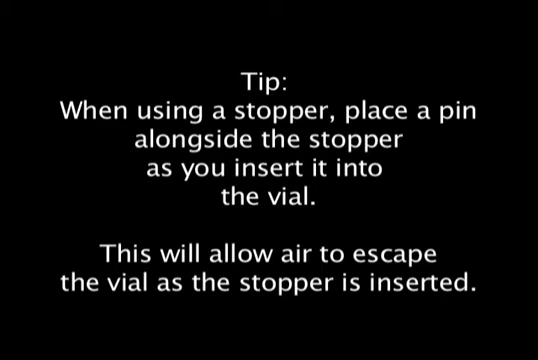 Tip:
When using a stopper, place a pin
alongside the stopper
as you insert it into
the vial.
This will allow air to escape
the vial as the stopper is inserted.